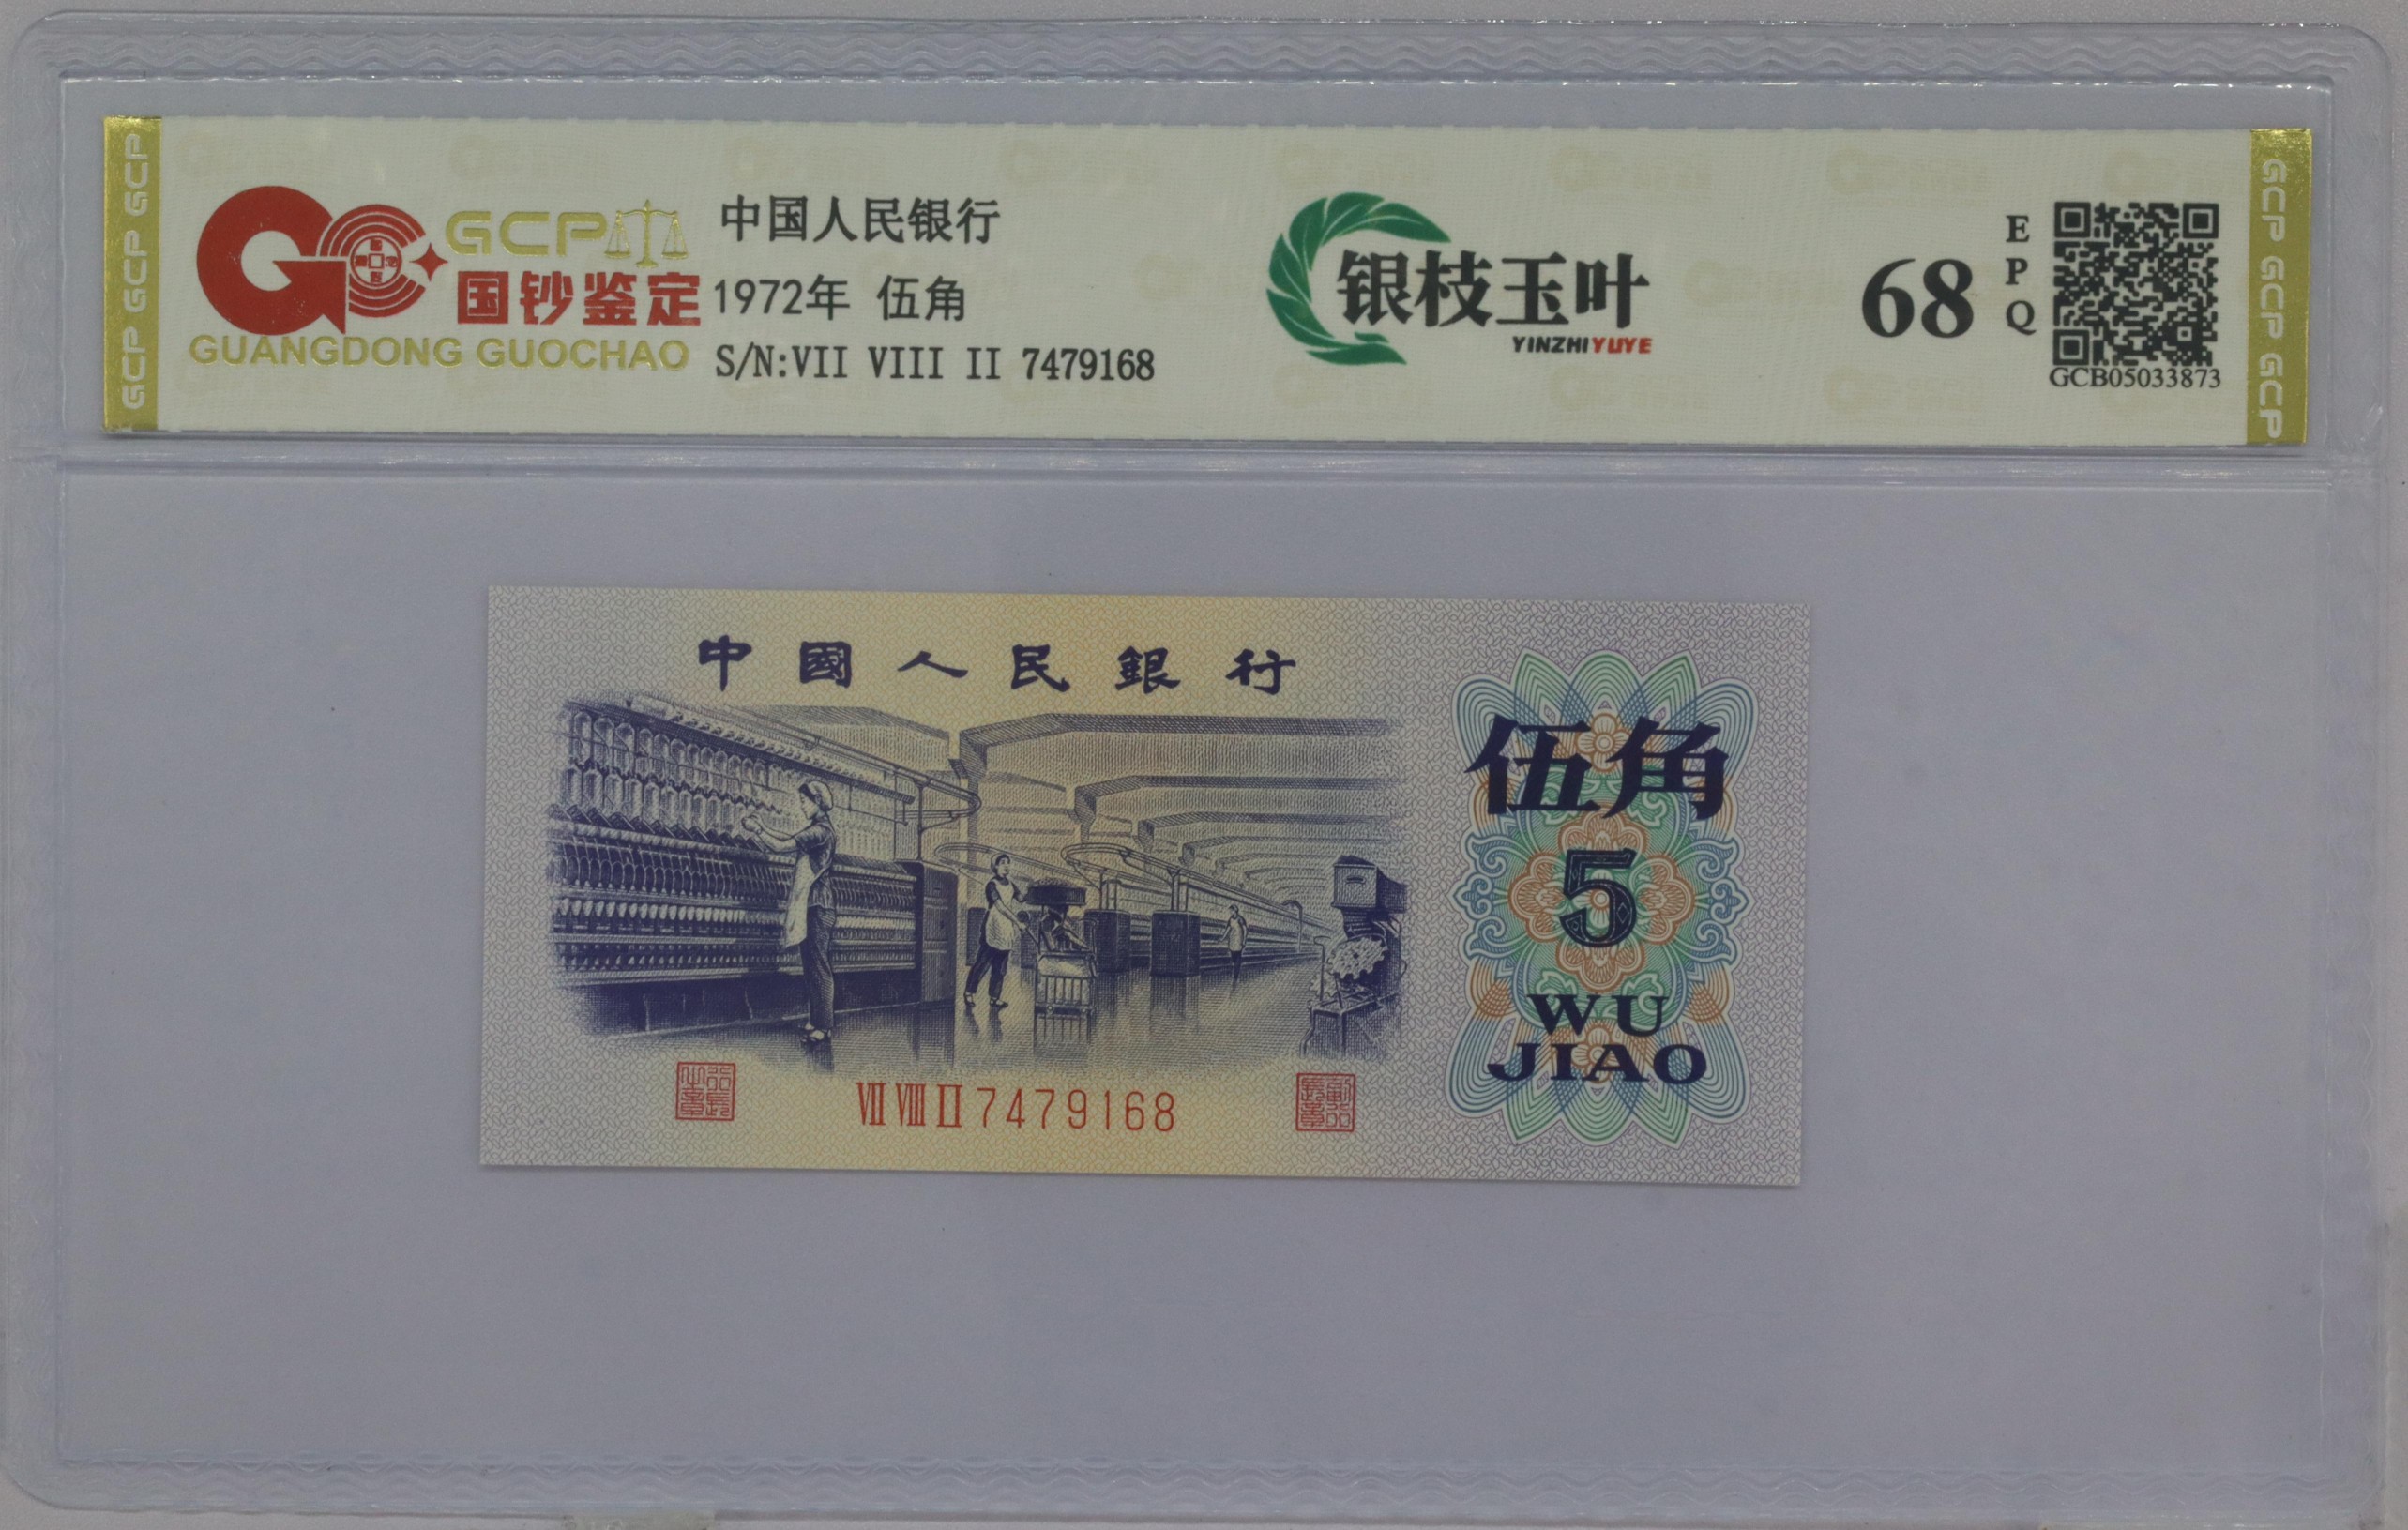 GCP GCP GCP
GCP
国钞鉴定
GUANGDONG GUOCHAO
中国人民银行
1972年 伍角
S/N:VII VIII II 7479168
银枝玉叶
YINZHIYUYE
68
EPQ
GCB05033873
GCP GCP GCP
中國人民銀行
伍角
5
WU
JIAO
VII VIII II 7479168